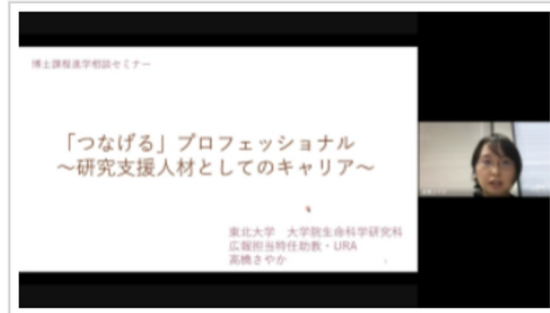 博士課程進学相談セミナー
「つなげる」プロフェッショナル
～研究支援人材としてのキャリア～
東北大学 大学院生命科学研究科
広報担当特任助教・URA
高橋さやか